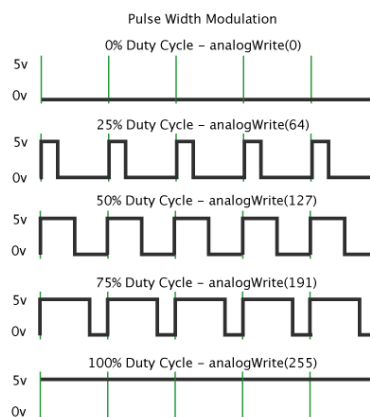 Pulse Width Modulation
0% Duty Cycle – analogWrite(0)
5v
0v
25% Duty Cycle – analogWrite(64)
5v
0v
50% Duty Cycle – analogWrite(127)
5v
0v
75% Duty Cycle – analogWrite(191)
5v
0v
100% Duty Cycle – analogWrite(255)
5v
0v